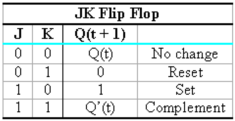 JK Flip Flop
J K Q(t + 1)
0 0 Q(t) No change
0 1 0 Reset
1 0 1 Set
1 1 Q'(t) Complement